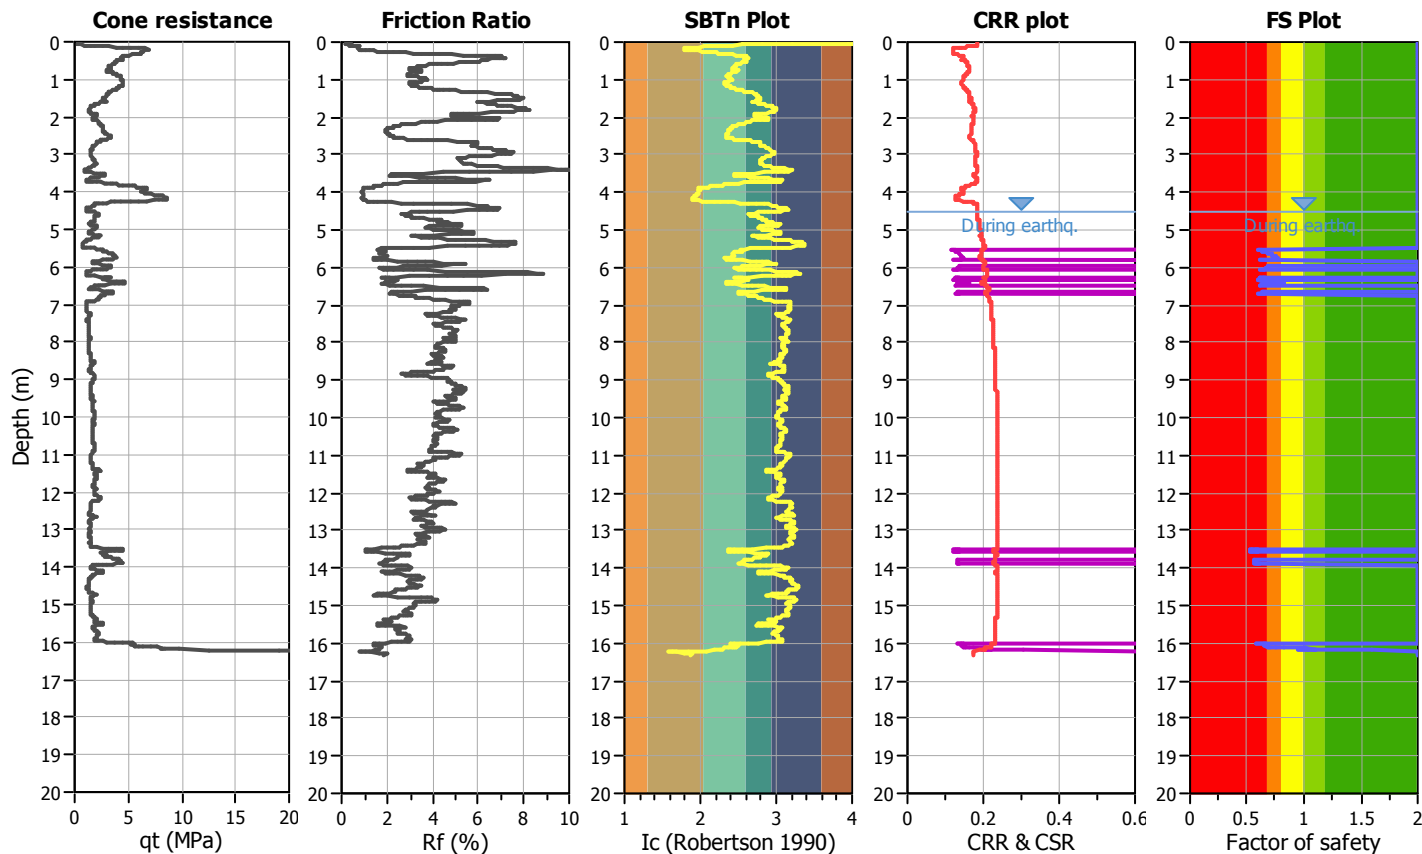 Cone resistance Friction Ratio SBTn Plot CRR plot FS Plot
0 0 0 0 0
1 1 1 1 1
2 2 2 2 2
3 3 3 3 3
4 4 4 4 4
During earthq. During earthq.
5 5 5 5 5
6 6 6 6 6
7 7 7 7 7
8 8 8 8 8
9 9 9 9 9
Depth (m)
10 10 10 10 10
11 11 11 11 11
12 12 12 12 12
13 13 13 13 13
14 14 14 14 14
15 15 15 15 15
16 16 16 16 16
17 17 17 17 17
18 18 18 18 18
19 19 19 19 19
20 20 20 20 20
0 5 10 15 20 0 2 4 6 8 10 1 2 3 4 0 0.2 0.4 0.6 0 0.5 1 1.5 2
qt (MPa) Rf (%) Ic (Robertson 1990) CRR & CSR Factor of safety